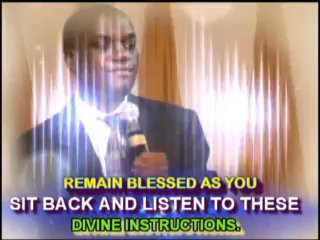 REMAIN BLESSED AS YOU
SIT BACK AND LISTEN TO THESE
DIVINE INSTRUCTIONS.